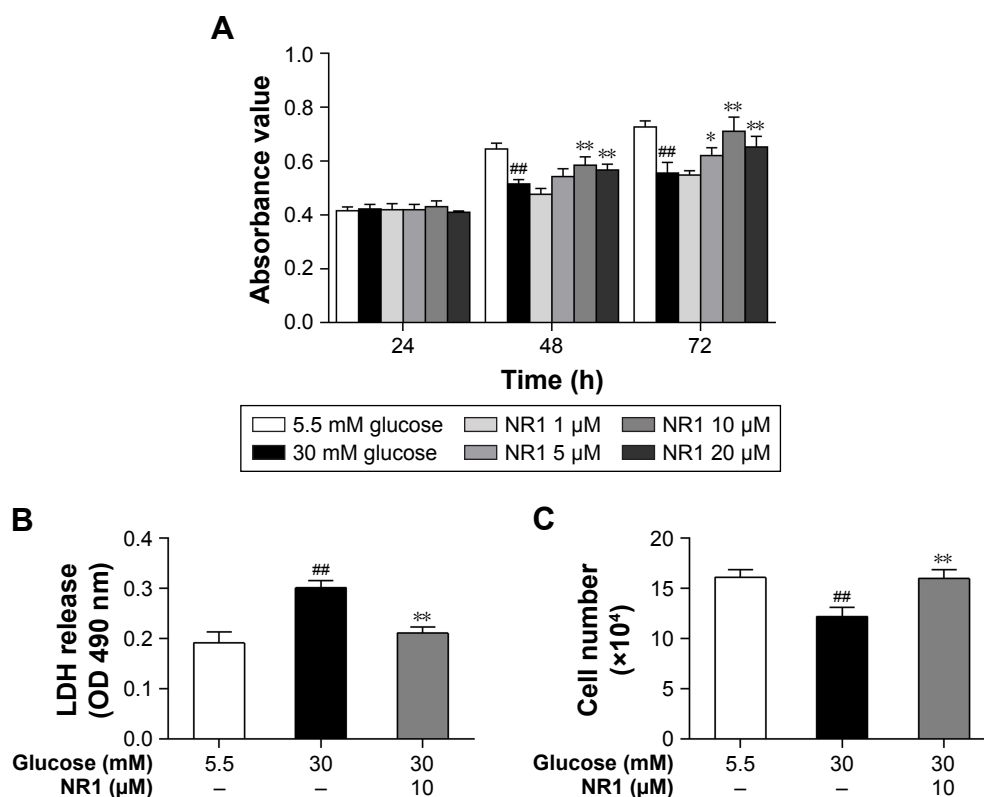 A
Absorbance value
1.0
0.8
0.6
0.4
0.2
0.0
## ** **
## * ** **
24 48 72
Time (h)
5.5 mM glucose NR1 1 µM NR1 10 µM
30 mM glucose NR1 5 µM NR1 20 µM
B
LDH release
(OD 490 nm)
0.4
0.3
0.2
0.1
0.0
##
**
Glucose (mM) 5.5 30 30
NR1 (µM) – – 10
C
Cell number
(×10⁴)
20
15
10
5
0
##
**
Glucose (mM) 5.5 30 30
NR1 (µM) – – 10